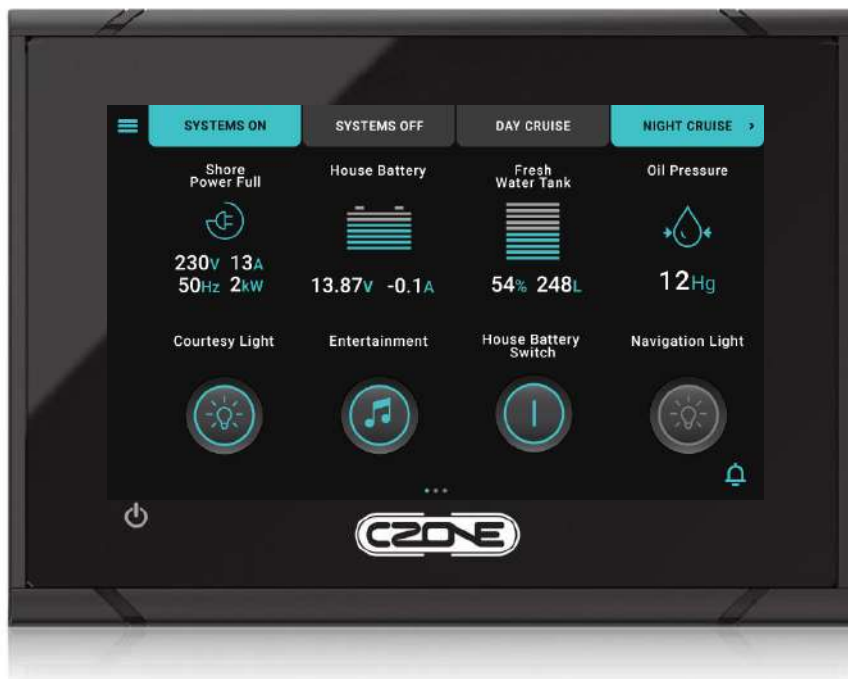 SYSTEMS ON
SYSTEMS OFF
DAY CRUISE
NIGHT CRUISE ›
Shore
Power Full
House Battery
Fresh
Water Tank
Oil Pressure
230V 13A
50Hz 2kW
13.87V -0.1A
54% 248L
12Hg
Courtesy Light
Entertainment
House Battery
Switch
Navigation Light
CZONE